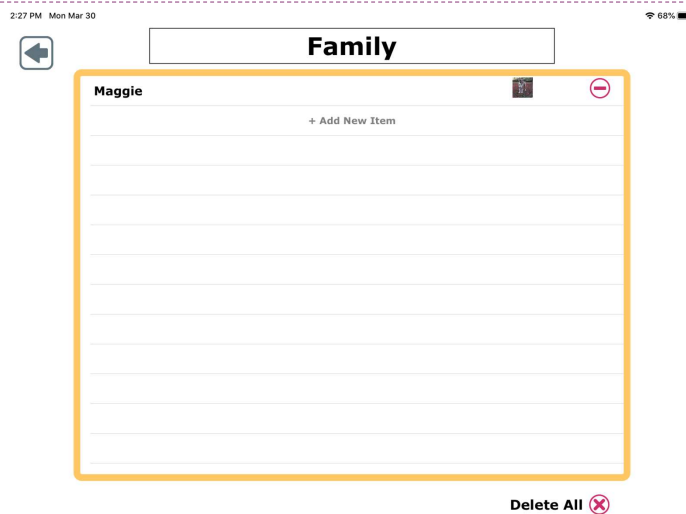 2:27 PM Mon Mar 30 68%
Family
Maggie
+ Add New Item
Delete All